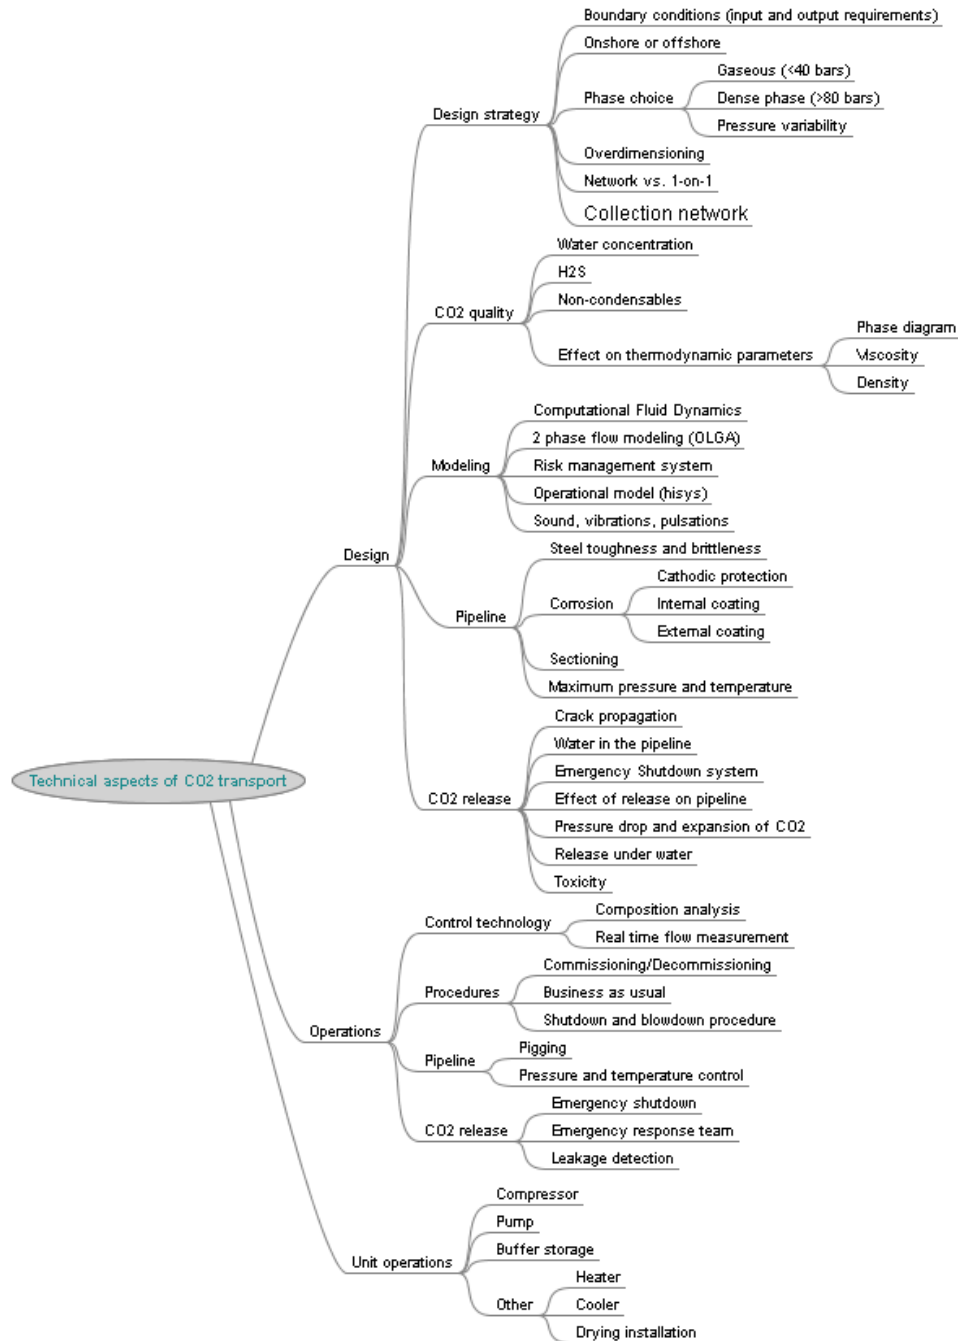 Boundary conditions (input and output requirements)
Onshore or offshore
Gaseous (<40 bars)
Phase choice
Dense phase (>80 bars)
Design strategy
Pressure variability
Overdimensioning
Network vs. 1-on-1
Collection network
Water concentration
H2S
Non-condensables
CO2 quality
Phase diagram
Effect on thermodynamic parameters
Viscosity
Density
Computational Fluid Dynamics
2 phase flow modeling (OLGA)
Modeling
Risk management system
Operational model (hisys)
Sound, vibrations, pulsations
Design
Steel toughness and brittleness
Cathodic protection
Corrosion
Internal coating
Pipeline
External coating
Sectioning
Maximum pressure and temperature
Crack propagation
Water in the pipeline
Emergency Shutdown system
Technical aspects of CO2 transport
CO2 release
Effect of release on pipeline
Pressure drop and expansion of CO2
Release under water
Toxicity
Composition analysis
Control technology
Real time flow measurement
Commissioning/Decommissioning
Procedures
Business as usual
Shutdown and blowdown procedure
Operations
Pigging
Pipeline
Pressure and temperature control
Emergency shutdown
CO2 release
Emergency response team
Leakage detection
Compressor
Pump
Buffer storage
Unit operations
Heater
Other
Cooler
Drying installation